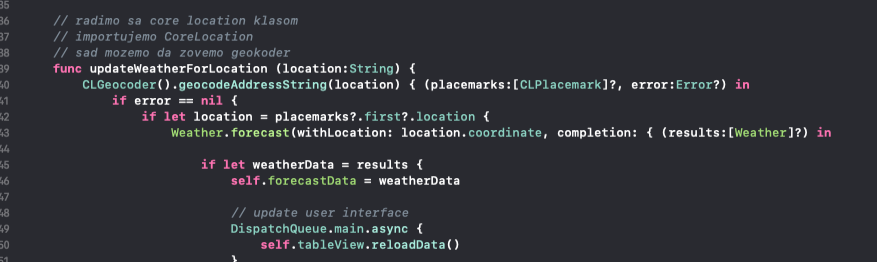 35
36 // radimo sa core location klasom
37 // importujemo CoreLocation
38 // sad mozemo da zovemo geokoder
39 func updateWeatherForLocation (location:String) {
40 CLGeocoder().geocodeAddressString(location) { (placemarks:[CLPlacemark]?, error:Error?) in
41 if error == nil {
42 if let location = placemarks?.first?.location {
43 Weather.forecast(withLocation: location.coordinate, completion: { (results:[Weather]?) in
44
45 if let weatherData = results {
46 self.forecastData = weatherData
47
48 // update user interface
49 DispatchQueue.main.async {
50 self.tableView.reloadData()
51 }